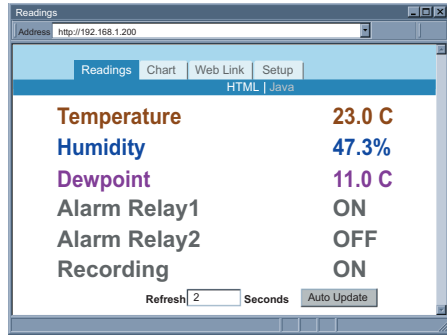 Readings
Address http://192.168.1.200
Readings Chart Web Link Setup
HTML | Java
Temperature 23.0 C
Humidity 47.3%
Dewpoint 11.0 C
Alarm Relay1 ON
Alarm Relay2 OFF
Recording ON
Refresh 2 Seconds Auto Update